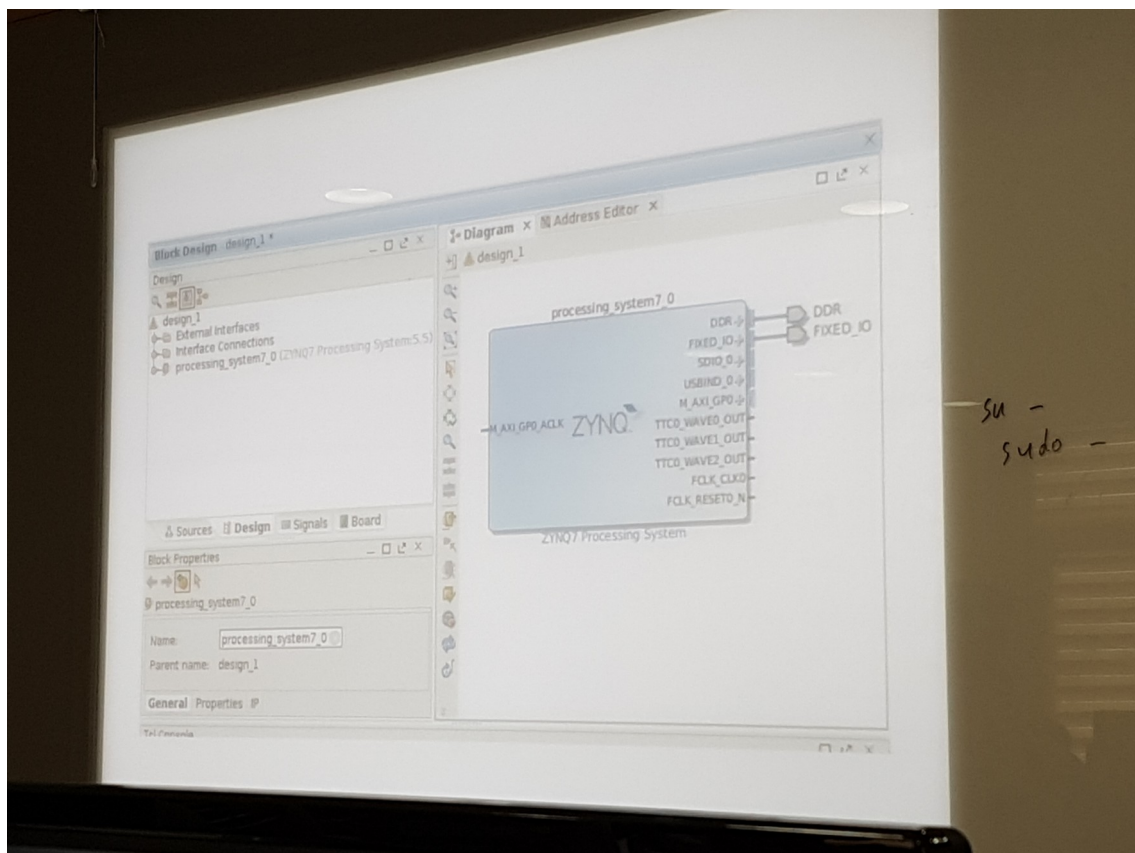 Block Design design_1 *
Design
design_1
External Interfaces
Interface Connections
processing_system7_0 (ZYNQ7 Processing System:5.5)
Sources Design Signals Board
Block Properties
processing_system7_0
Name: processing_system7_0
Parent name: design_1
General Properties IP
Tcl Console
Diagram Address Editor
design_1
processing_system7_0
DDR
FIXED_IO
SDIO_0
USBIND_0
M_AXI_GP0
TTC0_WAVE0_OUT
TTC0_WAVE1_OUT
TTC0_WAVE2_OUT
FCLK_CLK0
FCLK_RESET0_N
M_AXI_GP0_ACLK
ZYNQ
ZYNQ7 Processing System
DDR
FIXED_IO
su -
sudo -